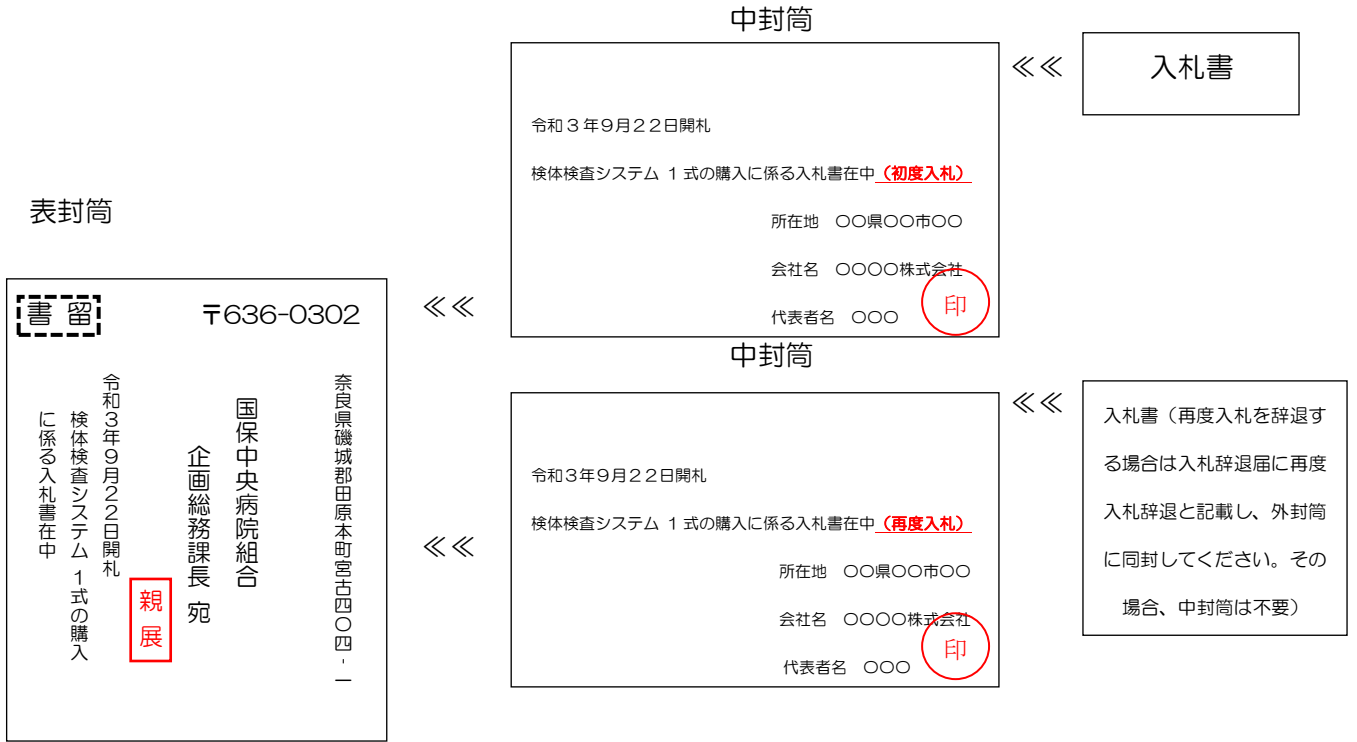 中封筒
≪≪
入札書
令和３年９月２２日開札
検体検査システム １式の購入に係る入札書在中（初度入札）
所在地　〇〇県〇〇市〇〇
会社名　〇〇〇〇株式会社
代表者名　〇〇〇
印
表封筒
書 留
〒636-0302
奈良県磯城郡田原本町宮古四〇四-一
国保中央病院組合
企画総務課長 宛
親展
令和３年９月２２日開札
検体検査システム １式の購入
に係る入札書在中
≪≪
≪≪
中封筒
≪≪
令和３年９月２２日開札
検体検査システム １式の購入に係る入札書在中（再度入札）
所在地　〇〇県〇〇市〇〇
会社名　〇〇〇〇株式会社
代表者名　〇〇〇
印
入札書（再度入札を辞退す
る場合は入札辞退届に再度
入札辞退と記載し、外封筒
に同封してください。その
場合、中封筒は不要）